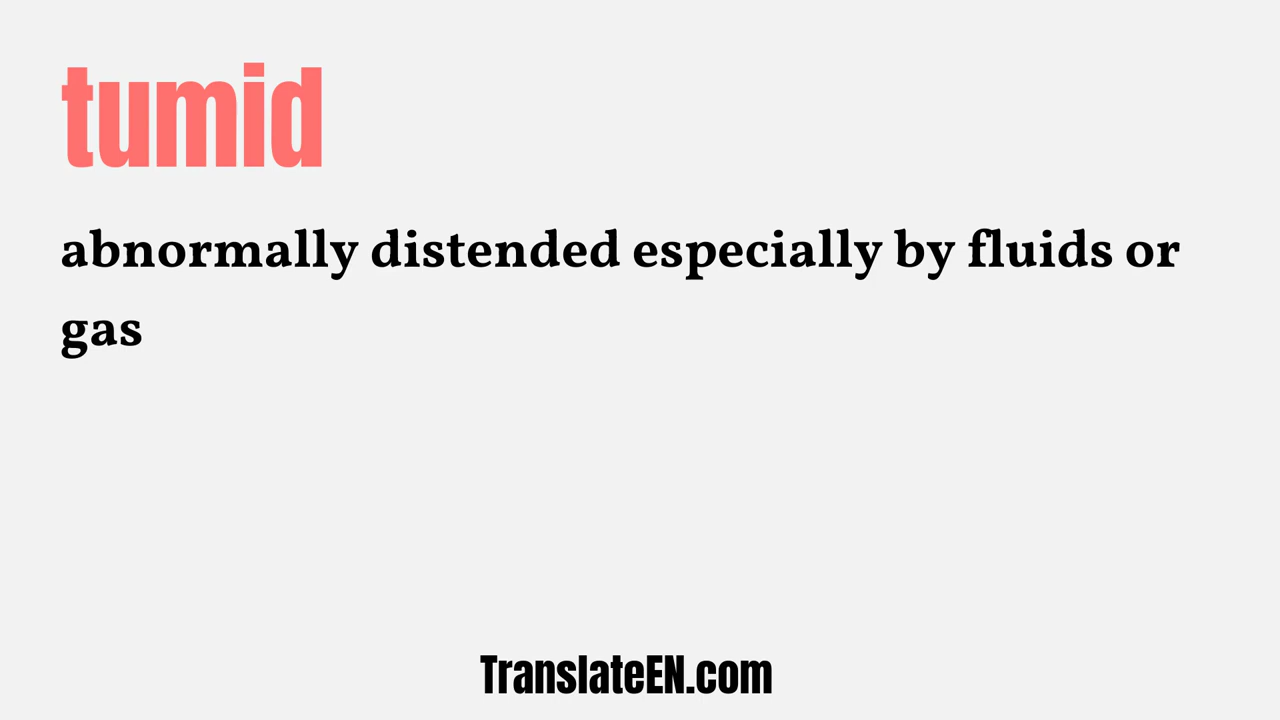 tumid
abnormally distended especially by fluids or
gas
TranslateEN.com